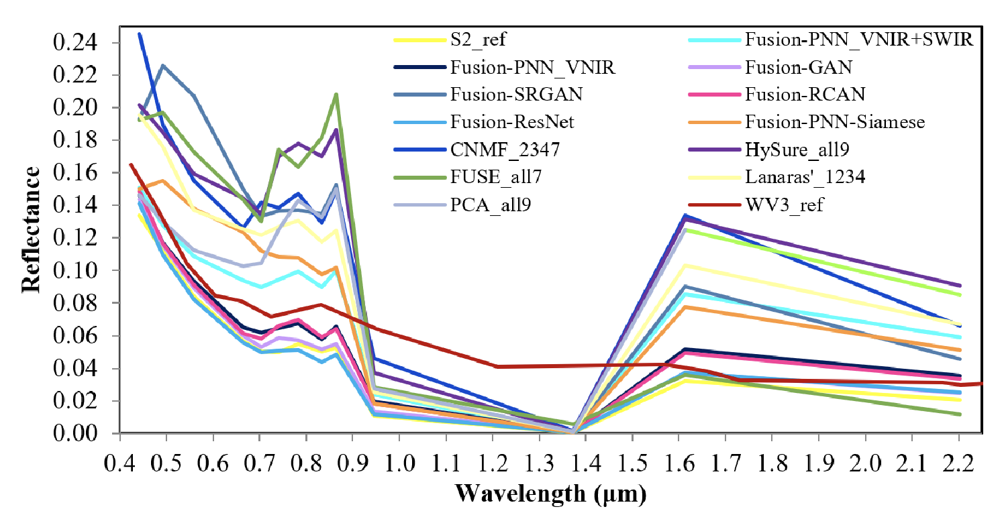 0.24
0.22
0.20
0.18
0.16
0.14
0.12
0.10
0.08
0.06
0.04
0.02
0.00
Reflectance
S2_ref
Fusion-PNN_VNIR+SWIR
Fusion-PNN_VNIR
Fusion-GAN
Fusion-SRGAN
Fusion-RCAN
Fusion-ResNet
Fusion-PNN-Siamese
CNMF_2347
HySure_all9
FUSE_all7
Lanaras'_1234
PCA_all9
WV3_ref
0.4 0.5 0.6 0.7 0.8 0.9 1.0 1.1 1.2 1.3 1.4 1.5 1.6 1.7 1.8 1.9 2.0 2.1 2.2
Wavelength (μm)